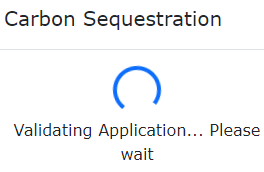 Carbon Sequestration
Validating Application... Please
wait